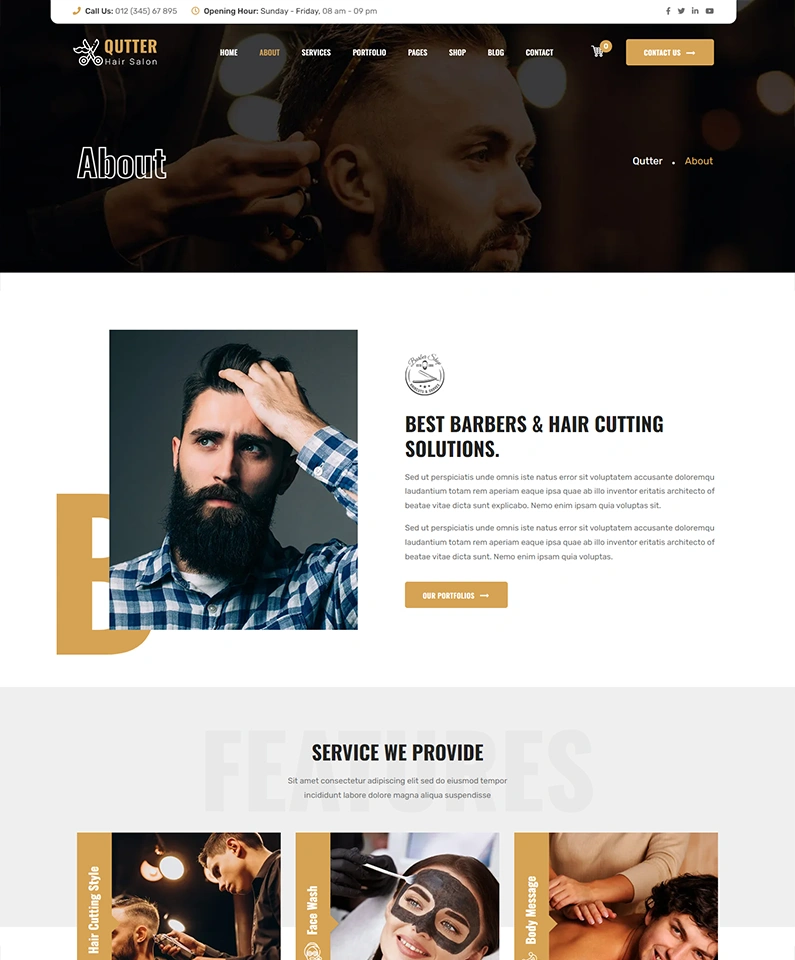 Call Us: 012 (345) 67 895
Opening Hour: Sunday - Friday, 08 am - 09 pm
QUTTER
Hair Salon
HOME
ABOUT
SERVICES
PORTFOLIO
PAGES
SHOP
BLOG
CONTACT
0
CONTACT US
About
Qutter
About
Barber Shop
B
BEST BARBERS & HAIR CUTTING
SOLUTIONS.
Sed ut perspiciatis unde omnis iste natus error sit voluptatem accusante doloremqu
laudantium totam rem aperiam eaque ipsa quae ab illo inventor eritatis architecto of
beatae vitae dicta sunt explicabo. Nemo enim ipsam quia voluptas sit.
Sed ut perspiciatis unde omnis iste natus error sit voluptatem accusante doloremqu
laudantium totam rem aperiam eaque ipsa quae ab illo inventor eritatis architecto of
beatae vitae dicta sunt. Nemo enim ipsam quia voluptas.
OUR PORTFOLIOS
FEATURES
SERVICE WE PROVIDE
Sit amet consectetur adipiscing elit sed do eiusmod tempor
incididunt labore dolore magna aliqua suspendisse
Hair Cutting Style
Face Wash
Body Message